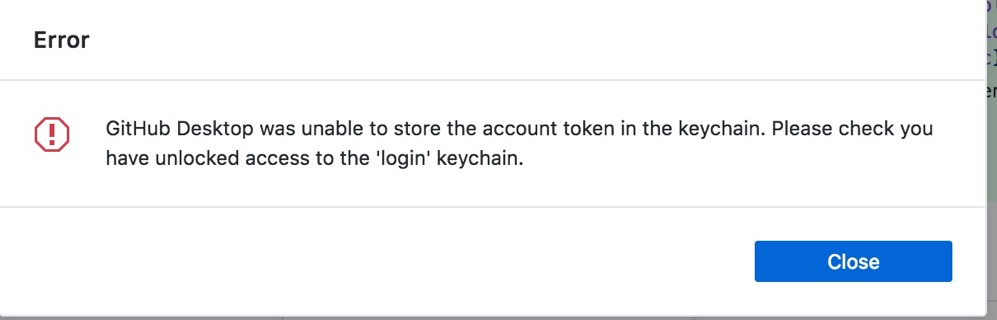 Error
GitHub Desktop was unable to store the account token in the keychain. Please check you
have unlocked access to the 'login' keychain.
Close